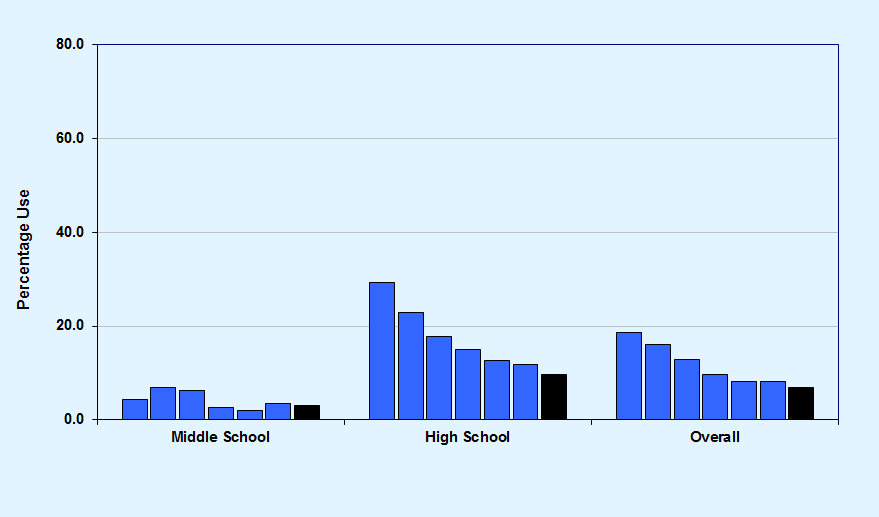 80.0
60.0
40.0
20.0
0.0
Percentage Use
Middle School
High School
Overall